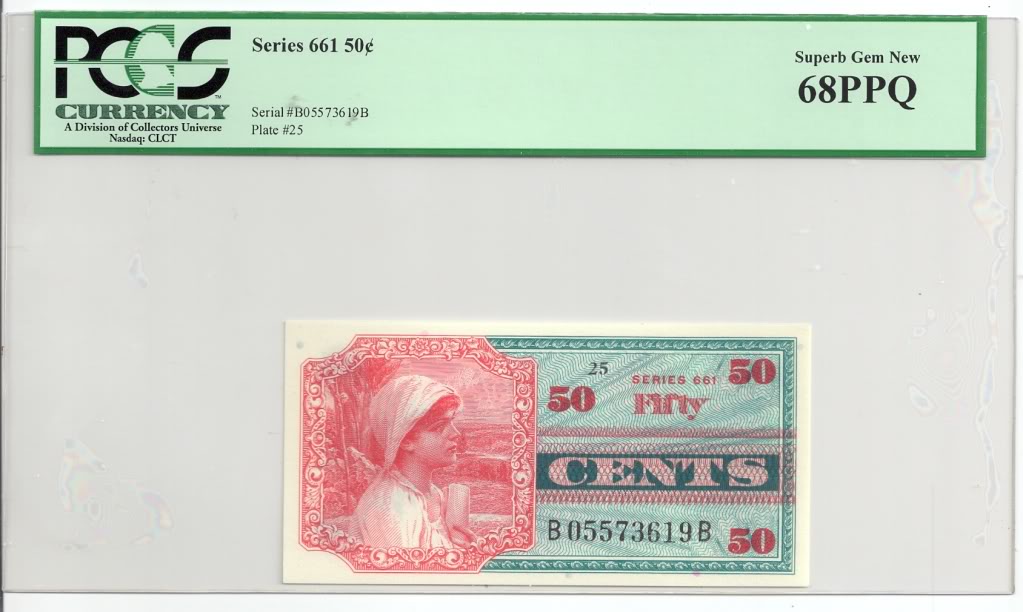 PCGS
CURRENCY
™
A Division of Collectors Universe
Nasdaq: CLCT
Series 661 50¢
Serial #B05573619B
Plate #25
Superb Gem New
68PPQ
25
SERIES 661
50
50
Fifty
CENTS
B05573619B
50